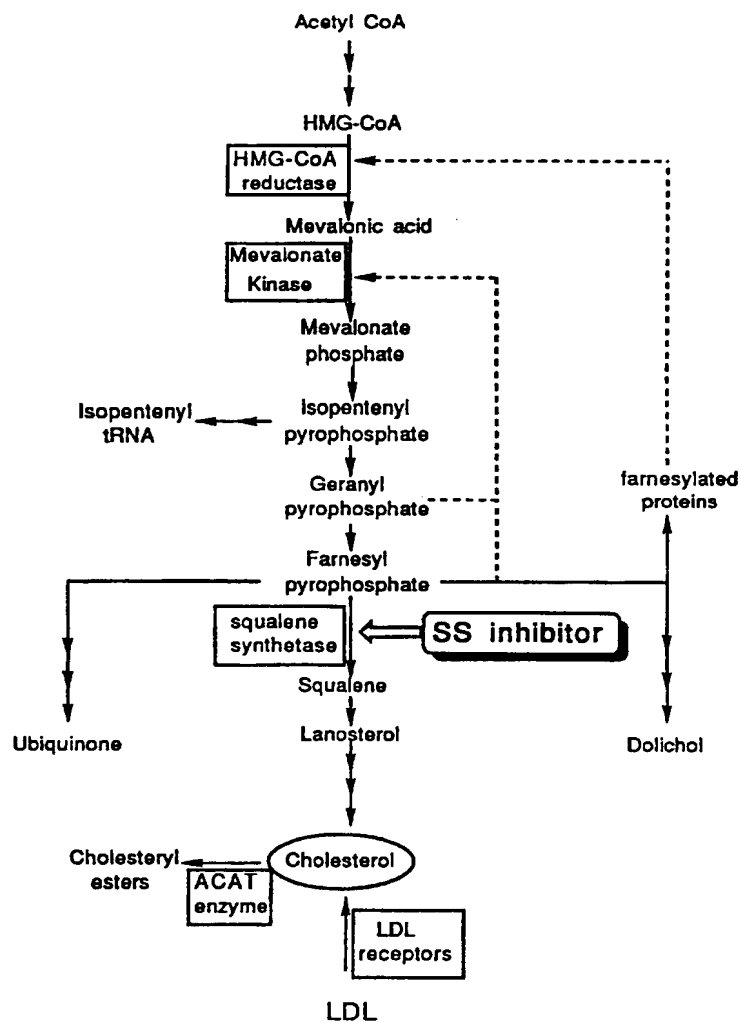 Acetyl CoA
HMG-CoA
HMG-CoA
reductase
Mevalonic acid
Mevalonate
Kinase
Mevalonate
phosphate
Isopentenyl
tRNA
Isopentenyl
pyrophosphate
Geranyl
pyrophosphate
farnesylated
proteins
Farnesyl
pyrophosphate
squalene
synthetase
SS inhibitor
Squalene
Lanosterol
Ubiquinone
Dolichol
Cholesteryl
esters
ACAT
enzyme
Cholesterol
LDL
receptors
LDL